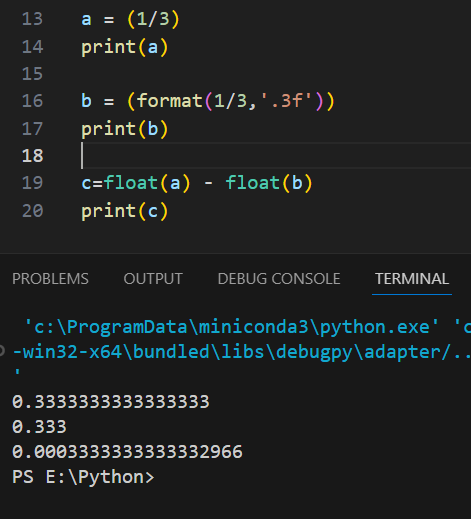 13 a = (1/3)
14 print(a)
15
16 b = (format(1/3,'.3f'))
17 print(b)
18
19 c=float(a) - float(b)
20 print(c)
PROBLEMS OUTPUT DEBUG CONSOLE TERMINAL
'c:\ProgramData\miniconda3\python.exe' 'c
-win32-x64\bundled\libs\debugpy\adapter/..
'
0.3333333333333333
0.333
0.0003333333333332966
PS E:\Python>